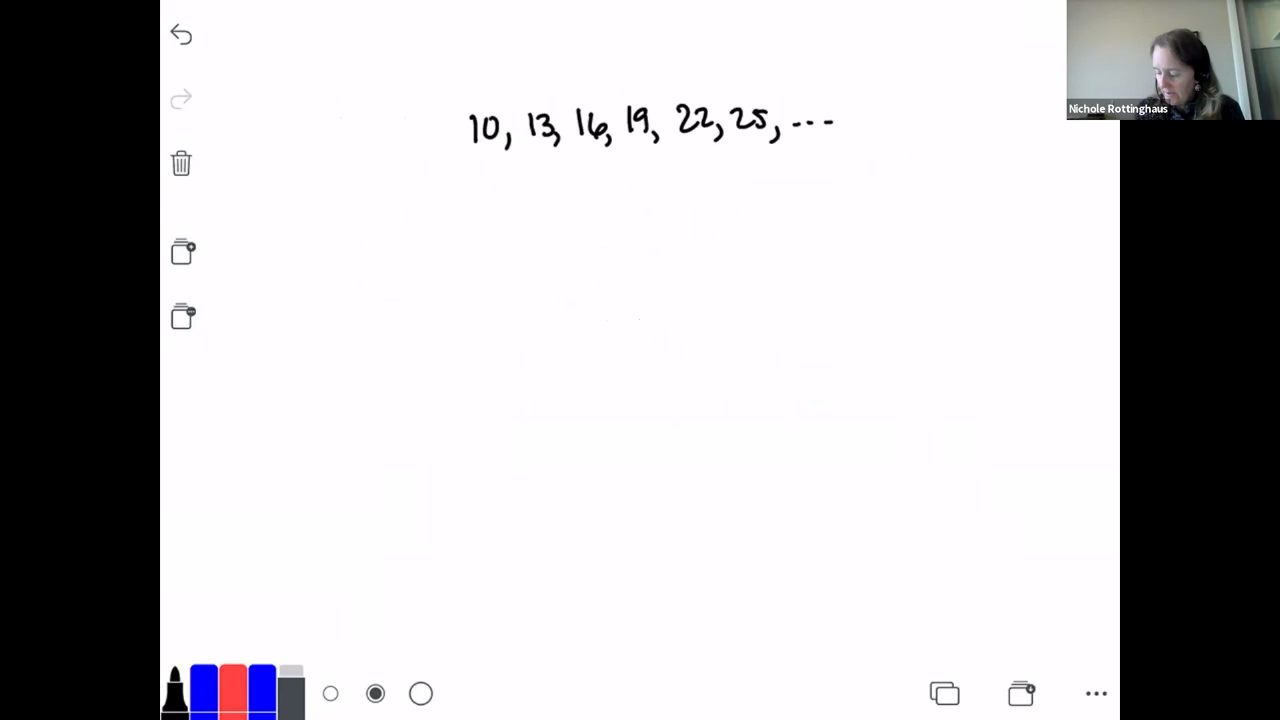 10, 13, 16, 19, 22, 25, ...
Nichole Rottinghaus